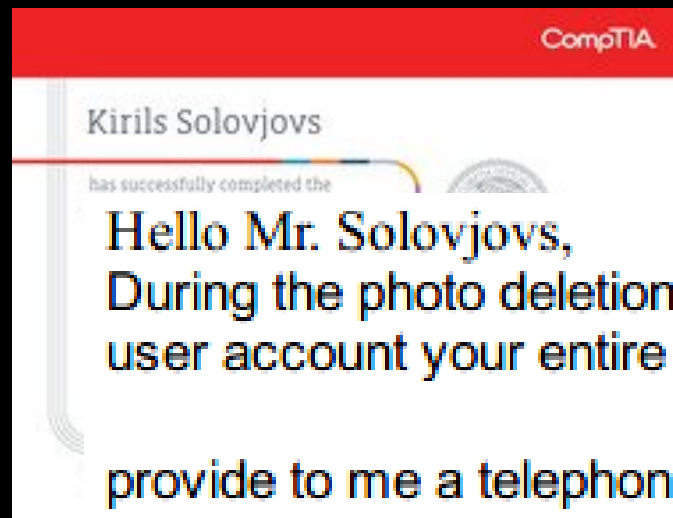 CompTIA.
Kirils Solovjovs
has successfully completed the
Hello Mr. Solovjovs,
During the photo deletion
user account your entire
provide to me a telephon